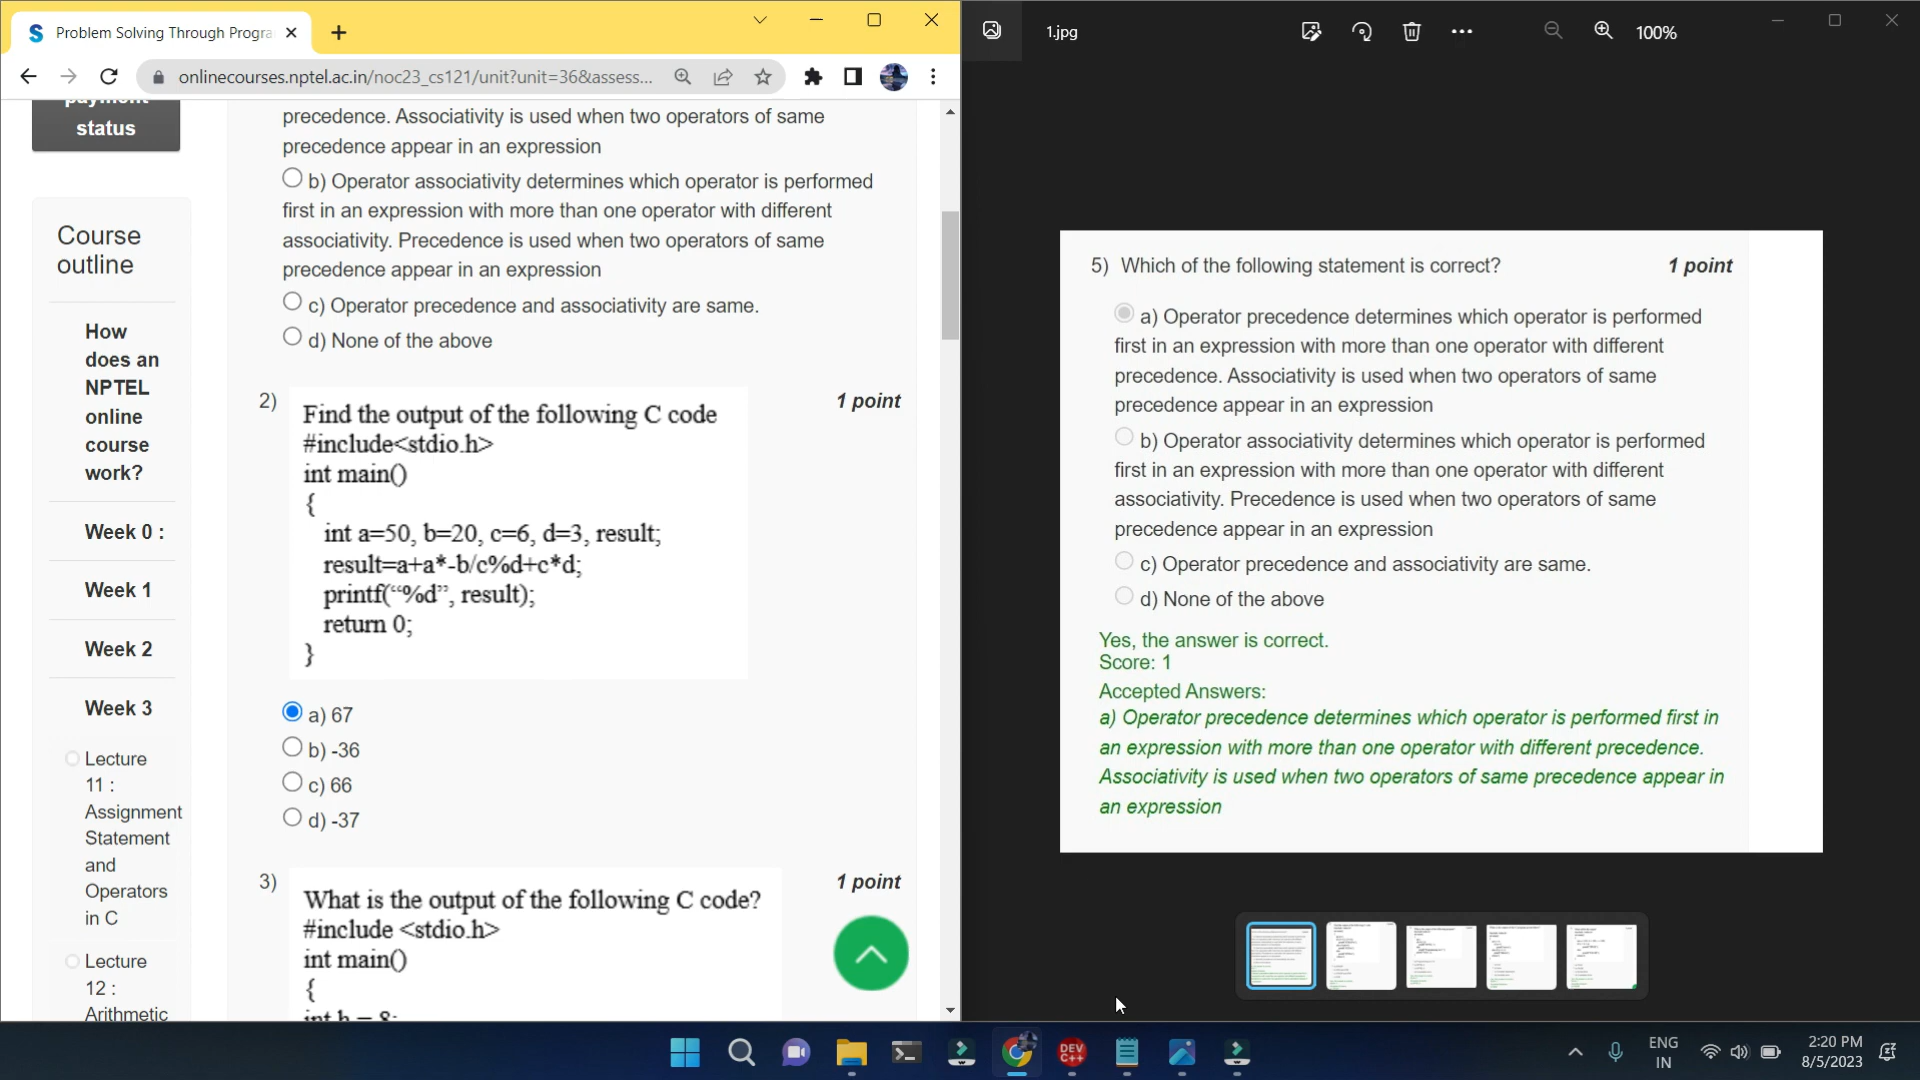 Problem Solving Through Progra
1.jpg
100%
onlinecourses.nptel.ac.in/noc23_cs121/unit?unit=36&assess...
payment
status
Course
outline
How
does an
NPTEL
online
course
work?
Week 0 :
Week 1
Week 2
Week 3
Lecture
11 :
Assignment
Statement
and
Operators
in C
Lecture
12 :
Arithmetic
precedence. Associativity is used when two operators of same
precedence appear in an expression
b) Operator associativity determines which operator is performed
first in an expression with more than one operator with different
associativity. Precedence is used when two operators of same
precedence appear in an expression
c) Operator precedence and associativity are same.
d) None of the above
2)
1 point
Find the output of the following C code
#include<stdio.h>
int main()
{
int a=50, b=20, c=6, d=3, result;
result=a+a*-b/c%d+c*d;
printf(“%d”, result);
return 0;
}
a) 67
b) -36
c) 66
d) -37
3)
1 point
What is the output of the following C code?
#include <stdio.h>
int main()
{
int h = 8;
5) Which of the following statement is correct?
1 point
a) Operator precedence determines which operator is performed
first in an expression with more than one operator with different
precedence. Associativity is used when two operators of same
precedence appear in an expression
b) Operator associativity determines which operator is performed
first in an expression with more than one operator with different
associativity. Precedence is used when two operators of same
precedence appear in an expression
c) Operator precedence and associativity are same.
d) None of the above
Yes, the answer is correct.
Score: 1
Accepted Answers:
a) Operator precedence determines which operator is performed first in
an expression with more than one operator with different precedence.
Associativity is used when two operators of same precedence appear in
an expression
DEV
C++
ENG
IN
2:20 PM
8/5/2023